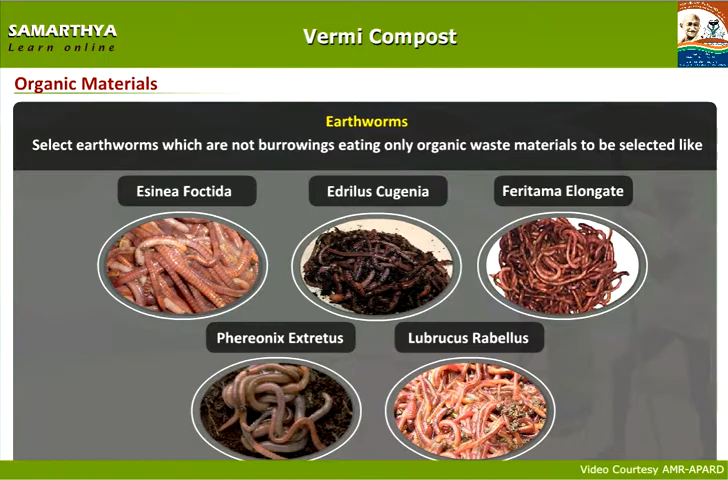 SAMARTHYA
Learn online
Vermi Compost
Organic Materials
Earthworms
Select earthworms which are not burrowings eating only organic waste materials to be selected like
Esinea Foctida
Edrilus Cugenia
Feritama Elongate
Phereonix Extretus
Lubrucus Rabellus
Video Courtesy AMR-APARD